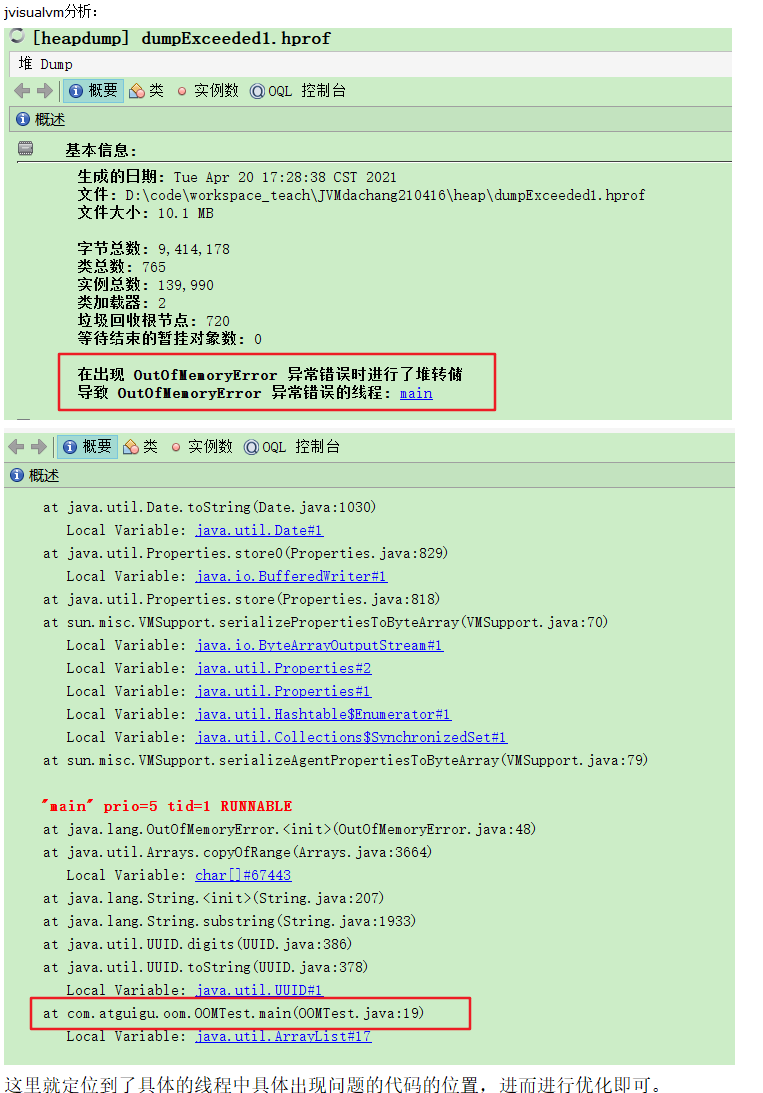 jvisualvm分析：
[heapdump] dumpExceeded1.hprof
堆 Dump
概要 类 实例数 OQL 控制台
概述
基本信息：
生成的日期： Tue Apr 20 17:28:38 CST 2021
文件： D:\code\workspace_teach\JVMdachang210416\heap\dumpExceeded1.hprof
文件大小： 10.1 MB
字节总数： 9,414,178
类总数： 765
实例总数： 139,990
类加载器： 2
垃圾回收根节点： 720
等待结束的暂挂对象数： 0
在出现 OutOfMemoryError 异常错误时进行了堆转储
导致 OutOfMemoryError 异常错误的线程： main
概要 类 实例数 OQL 控制台
概述
at java.util.Date.toString(Date.java:1030)
Local Variable: java.util.Date#1
at java.util.Properties.store0(Properties.java:829)
Local Variable: java.io.BufferedWriter#1
at java.util.Properties.store(Properties.java:818)
at sun.misc.VMSupport.serializePropertiesToByteArray(VMSupport.java:70)
Local Variable: java.io.ByteArrayOutputStream#1
Local Variable: java.util.Properties#2
Local Variable: java.util.Properties#1
Local Variable: java.util.Hashtable$Enumerator#1
Local Variable: java.util.Collections$SynchronizedSet#1
at sun.misc.VMSupport.serializeAgentPropertiesToByteArray(VMSupport.java:79)
"main" prio=5 tid=1 RUNNABLE
at java.lang.OutOfMemoryError.<init>(OutOfMemoryError.java:48)
at java.util.Arrays.copyOfRange(Arrays.java:3664)
Local Variable: char[]#67443
at java.lang.String.<init>(String.java:207)
at java.lang.String.substring(String.java:1933)
at java.util.UUID.digits(UUID.java:386)
at java.util.UUID.toString(UUID.java:378)
Local Variable: java.util.UUID#1
at com.atguigu.oom.OOMTest.main(OOMTest.java:19)
Local Variable: java.util.ArrayList#17
这里就定位到了具体的线程中具体出现问题的代码的位置，进而进行优化即可。